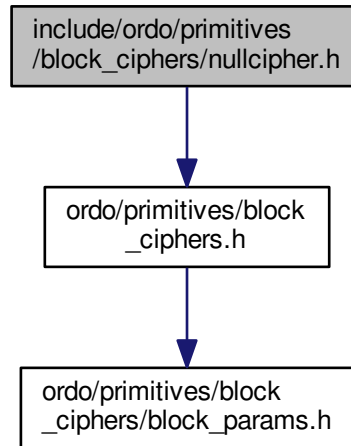 include/ordo/primitives
/block_ciphers/nullcipher.h
ordo/primitives/block
_ciphers.h
ordo/primitives/block
_ciphers/block_params.h